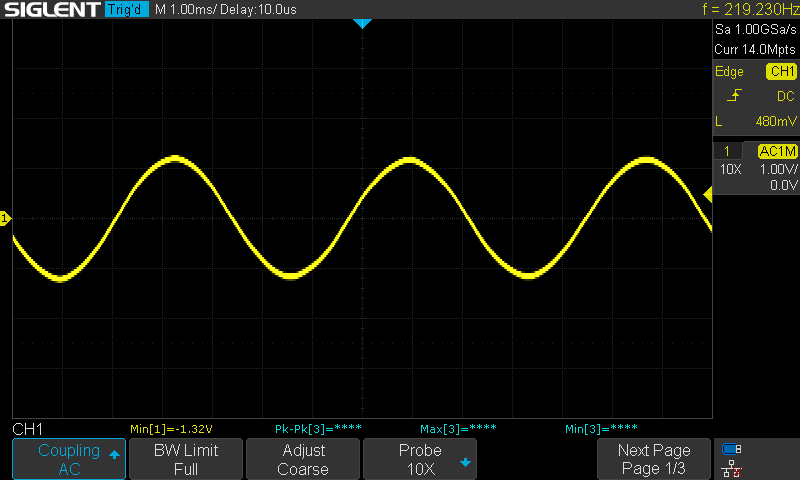 SIGLENT Trig'd M 1.00ms/ Delay:10.0us f = 219.230Hz
Sa 1.00GSa/s
Curr 14.0Mpts
Edge CH1
DC
L 480mV
1 AC1M
10X 1.00V/
0.0V
1
CH1 Min[1]=-1.32V Pk-Pk[3]=**** Max[3]=**** Min[3]=****
Coupling BW Limit Adjust Probe Next Page
AC Full Coarse 10X Page 1/3